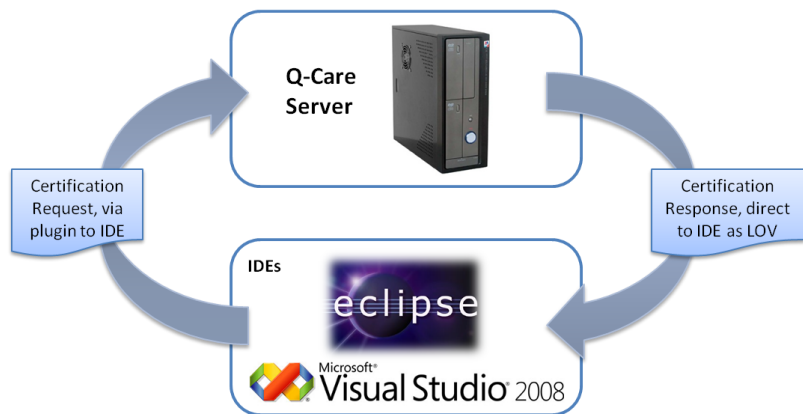 Q-Care
Server
Certification
Request, via
plugin to IDE
Certification
Response, direct
to IDE as LOV
IDEs
eclipse
Microsoft®
Visual Studio® 2008